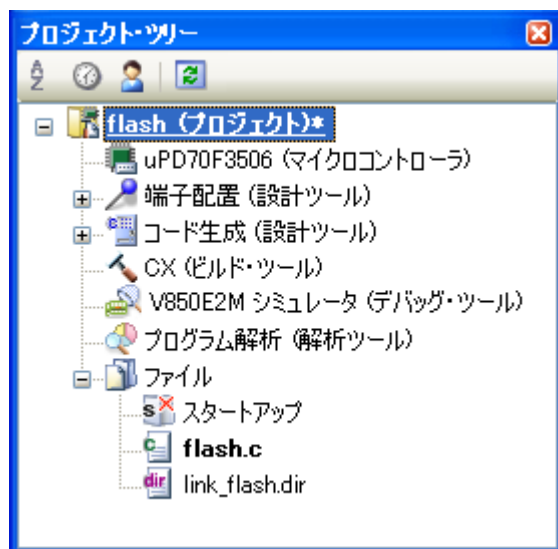 プロジェクト・ツリー
flash (プロジェクト)*
uPD70F3506 (マイクロコントローラ)
端子配置 (設計ツール)
コード生成 (設計ツール)
CX (ビルド・ツール)
V850E2M シミュレータ (デバッグ・ツール)
プログラム解析 (解析ツール)
ファイル
スタートアップ
flash.c
link_flash.dir